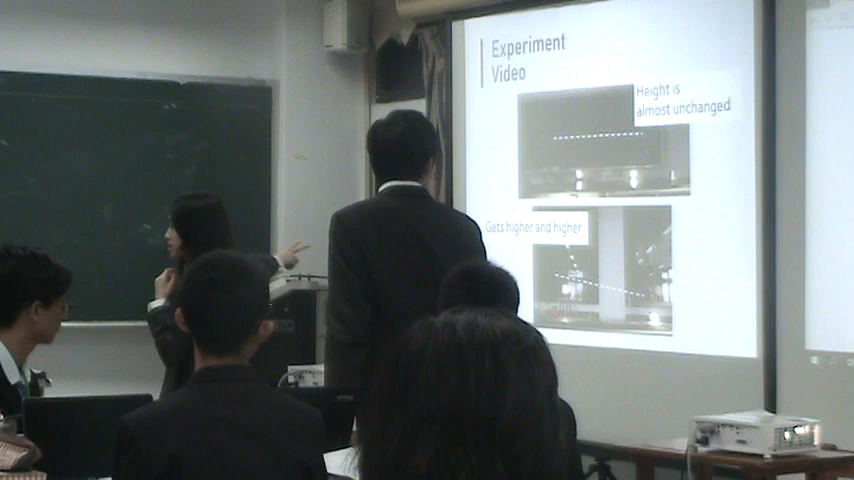 Experiment
Video
Height is
almost unchanged
Gets higher and higher